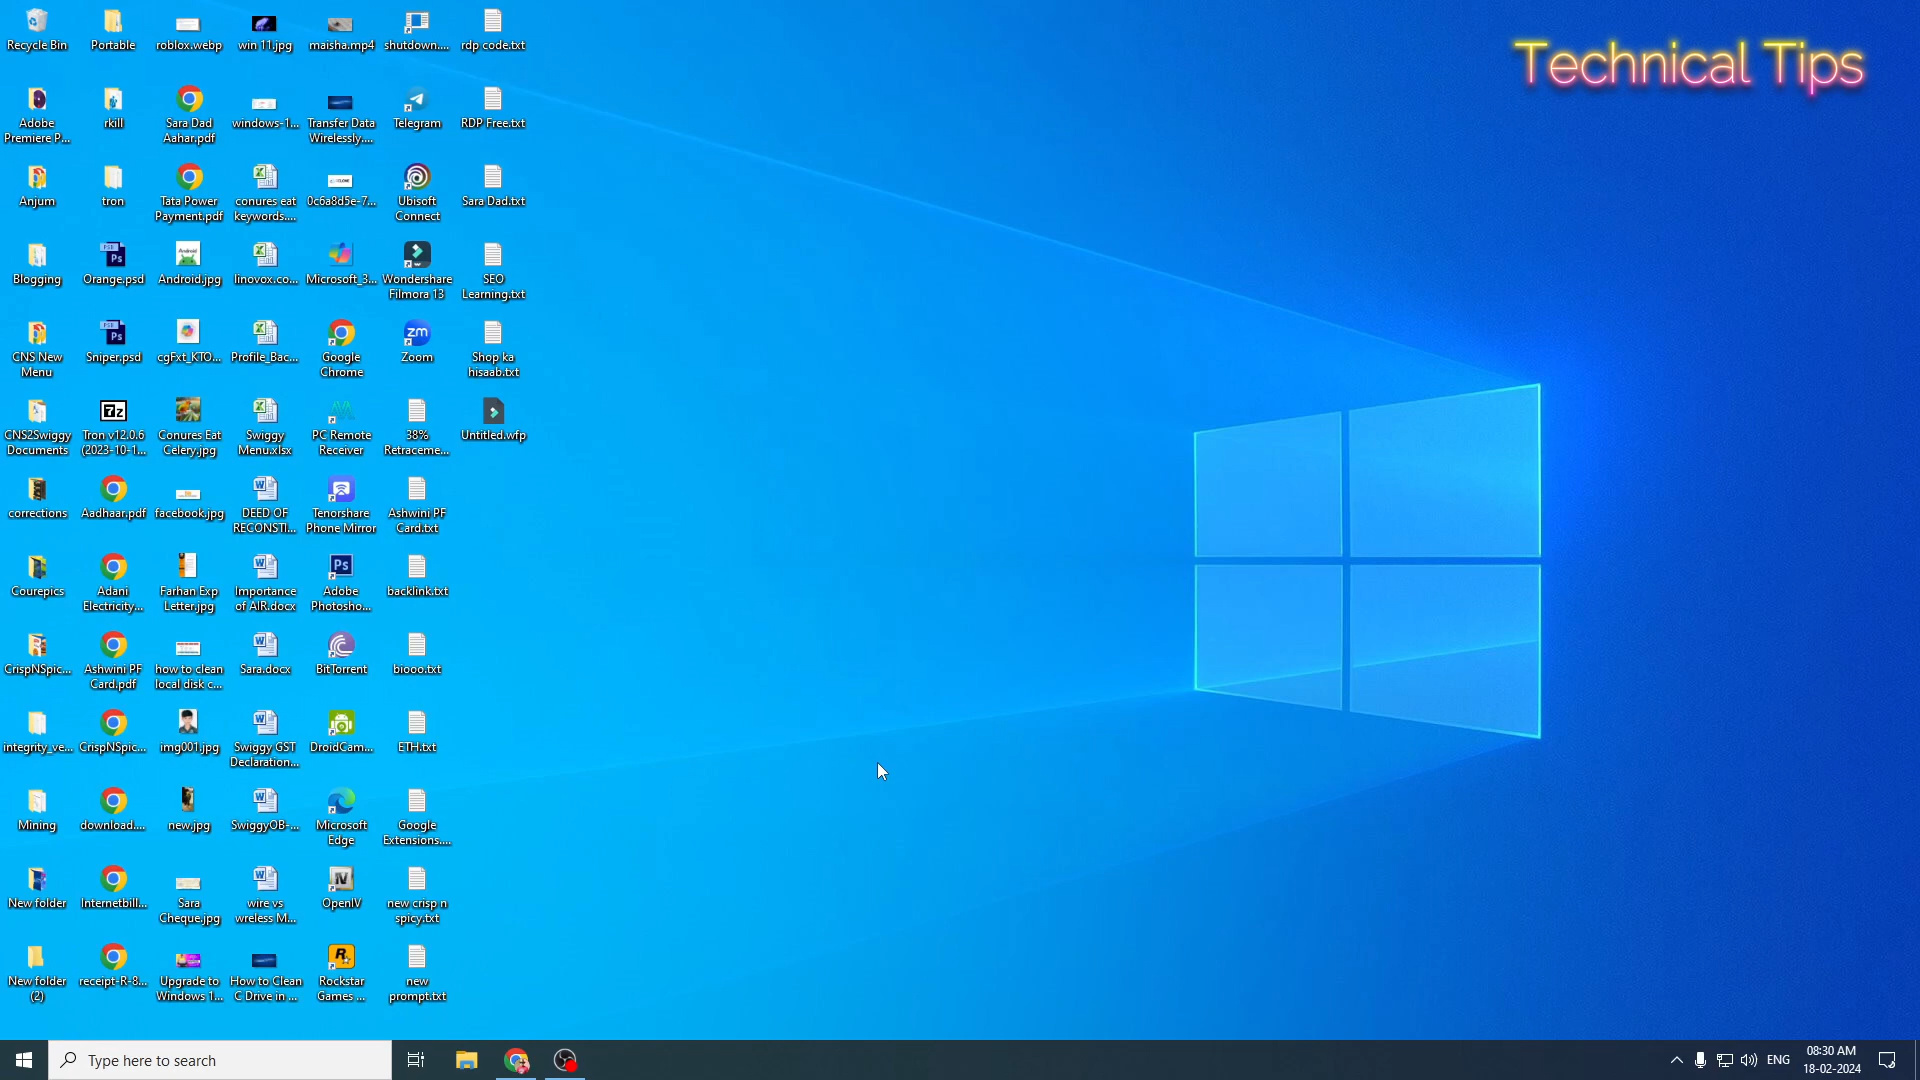 Technical Tips
Recycle Bin
Portable
roblox.webp
win 11.jpg
maisha.mp4
shutdown....
rdp code.txt
Adobe
Premiere P...
rkill
Sara Dad
Aahar.pdf
windows-1...
Transfer Data
Wirelessly....
Telegram
RDP Free.txt
Anjum
tron
Tata Power
Payment.pdf
conures eat
keywords....
0c6a8d5e-7...
Ubisoft
Connect
Sara Dad.txt
Blogging
Orange.psd
Android.jpg
linovox.co...
Microsoft_3...
Wondershare
Filmora 13
SEO
Learning.txt
CNS New
Menu
Sniper.psd
cgFxt_KTO...
Profile_Bac...
Google
Chrome
Zoom
Shop ka
hisaab.txt
CNS2Swiggy
Documents
Tron v12.0.6
(2023-10-1...
Conures Eat
Celery.jpg
Swiggy
Menu.xlsx
PC Remote
Receiver
38%
Retraceme...
Untitled.wfp
corrections
Aadhaar.pdf
facebook.jpg
DEED OF
RECONSTI...
Tenorshare
Phone Mirror
Ashwini PF
Card.txt
Courepics
Adani
Electricity...
Farhan Exp
Letter.jpg
Importance
of AIR.docx
Adobe
Photosho...
backlink.txt
CrispNSpic...
Ashwini PF
Card.pdf
how to clean
local disk c...
Sara.docx
BitTorrent
biooo.txt
integrity_ve...
CrispNSpic...
img001.jpg
Swiggy GST
Declaration...
DroidCam...
ETH.txt
Mining
download....
new.jpg
SwiggyOB-...
Microsoft
Edge
Google
Extensions....
New folder
Internetbill...
Sara
Cheque.jpg
wire vs
wreless M...
OpenIV
new crisp n
spicy.txt
New folder
(2)
receipt-R-8...
Upgrade to
Windows 1...
How to Clean
C Drive in ...
Rockstar
Games ...
new
prompt.txt
Type here to search
ENG
08:30 AM
18-02-2024